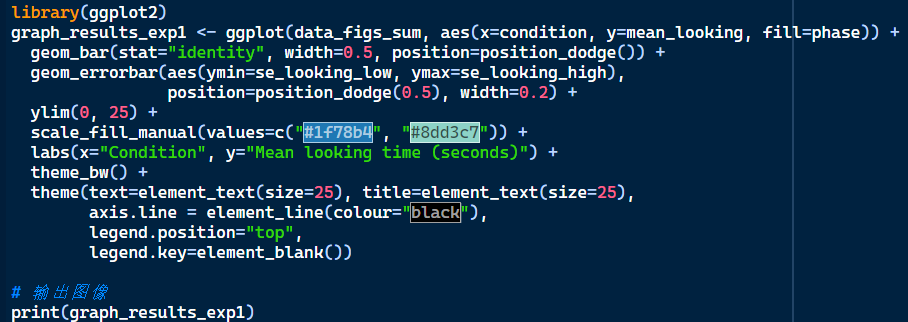 library(ggplot2)
graph_results_exp1 <- ggplot(data_figs_sum, aes(x=condition, y=mean_looking, fill=phase)) +
  geom_bar(stat="identity", width=0.5, position=position_dodge()) +
  geom_errorbar(aes(ymin=se_looking_low, ymax=se_looking_high),
                position=position_dodge(0.5), width=0.2) +
  ylim(0, 25) +
  scale_fill_manual(values=c("#1f78b4", "#8dd3c7")) +
  labs(x="Condition", y="Mean looking time (seconds)") +
  theme_bw() +
  theme(text=element_text(size=25), title=element_text(size=25),
        axis.line = element_line(colour="black"),
        legend.position="top",
        legend.key=element_blank())
# 输出图像
print(graph_results_exp1)